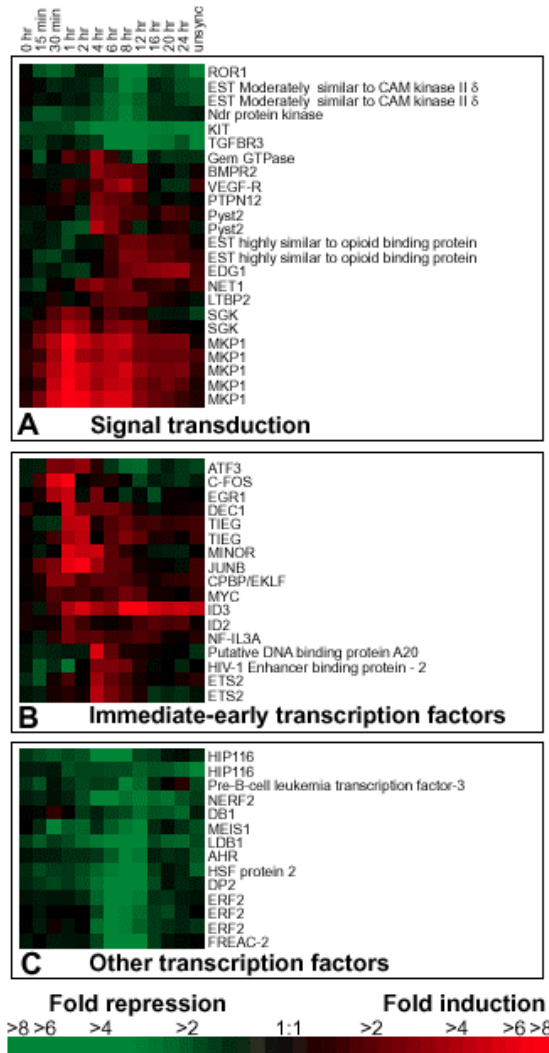 0 hr
15 min
30 min
1 hr
2 hr
4 hr
6 hr
8 hr
12 hr
16 hr
20 hr
24 hr
unsync
ROR1
EST Moderately similar to CAM kinase II δ
EST Moderately similar to CAM kinase II δ
Ndr protein kinase
KIT
TGFBR3
Gem GTPase
BMPR2
VEGF-R
PTPN12
Pyst2
Pyst2
EST highly similar to opioid binding protein
EST highly similar to opioid binding protein
EDG1
NET1
LTBP2
SGK
SGK
MKP1
MKP1
MKP1
MKP1
MKP1
A Signal transduction
ATF3
C-FOS
EGR1
DEC1
TIEG
TIEG
MINOR
JUNB
CPBP/EKLF
MYC
ID3
ID2
NF-IL3A
Putative DNA binding protein A20
HIV-1 Enhancer binding protein - 2
ETS2
ETS2
B Immediate-early transcription factors
HIP116
HIP116
Pre-B-cell leukemia transcription factor-3
NERF2
DB1
MEIS1
LDB1
AHR
HSF protein 2
DP2
ERF2
ERF2
ERF2
FREAC-2
C Other transcription factors
Fold repression Fold induction
>8 >6 >4 >2 1:1 >2 >4 >6 >8